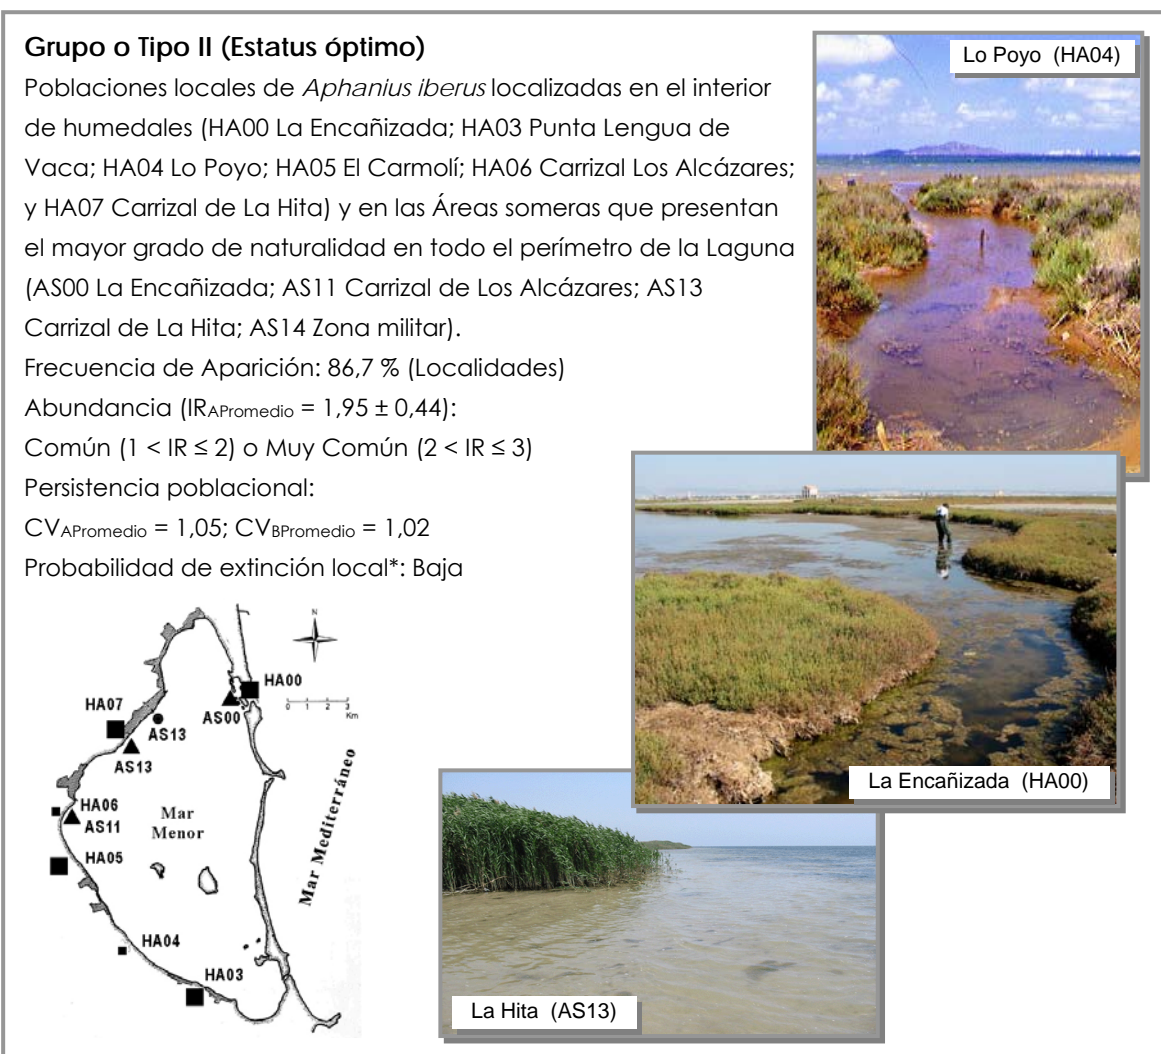 Grupo o Tipo II (Estatus óptimo)
Poblaciones locales de Aphanius iberus localizadas en el interior
de humedales (HA00 La Encañizada; HA03 Punta Lengua de
Vaca; HA04 Lo Poyo; HA05 El Carmolí; HA06 Carrizal Los Alcázares;
y HA07 Carrizal de La Hita) y en las Áreas someras que presentan
el mayor grado de naturalidad en todo el perímetro de la Laguna
(AS00 La Encañizada; AS11 Carrizal de Los Alcázares; AS13
Carrizal de La Hita; AS14 Zona militar).
Frecuencia de Aparición: 86,7 % (Localidades)
Abundancia (IRAPromedio = 1,95 ± 0,44):
Común (1 < IR ≤ 2) o Muy Común (2 < IR ≤ 3)
Persistencia poblacional:
CVAPromedio = 1,05; CVBPromedio = 1,02
Probabilidad de extinción local*: Baja
Lo Poyo (HA04)
La Encañizada (HA00)
La Hita (AS13)
N
HA00
0 1 2 3
Km
AS00
HA07
AS13
AS13
HA06
AS11
Mar
Menor
HA05
Mar Mediterráneo
HA04
HA03